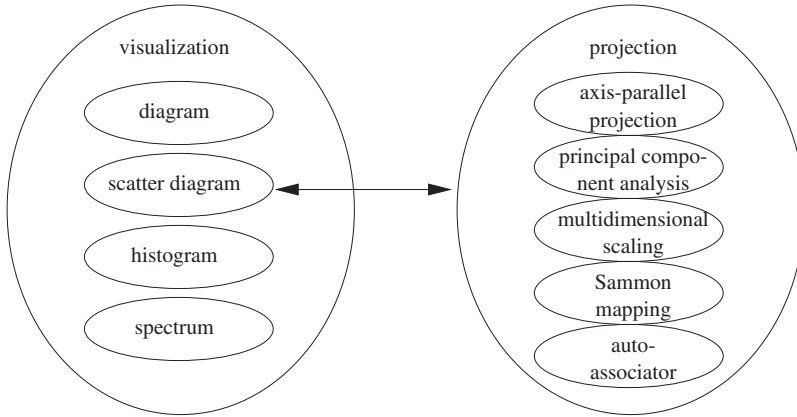 visualization
diagram
scatter diagram
histogram
spectrum
projection
axis-parallel
projection
principal compo-
nent analysis
multidimensional
scaling
Sammon
mapping
auto-
associator